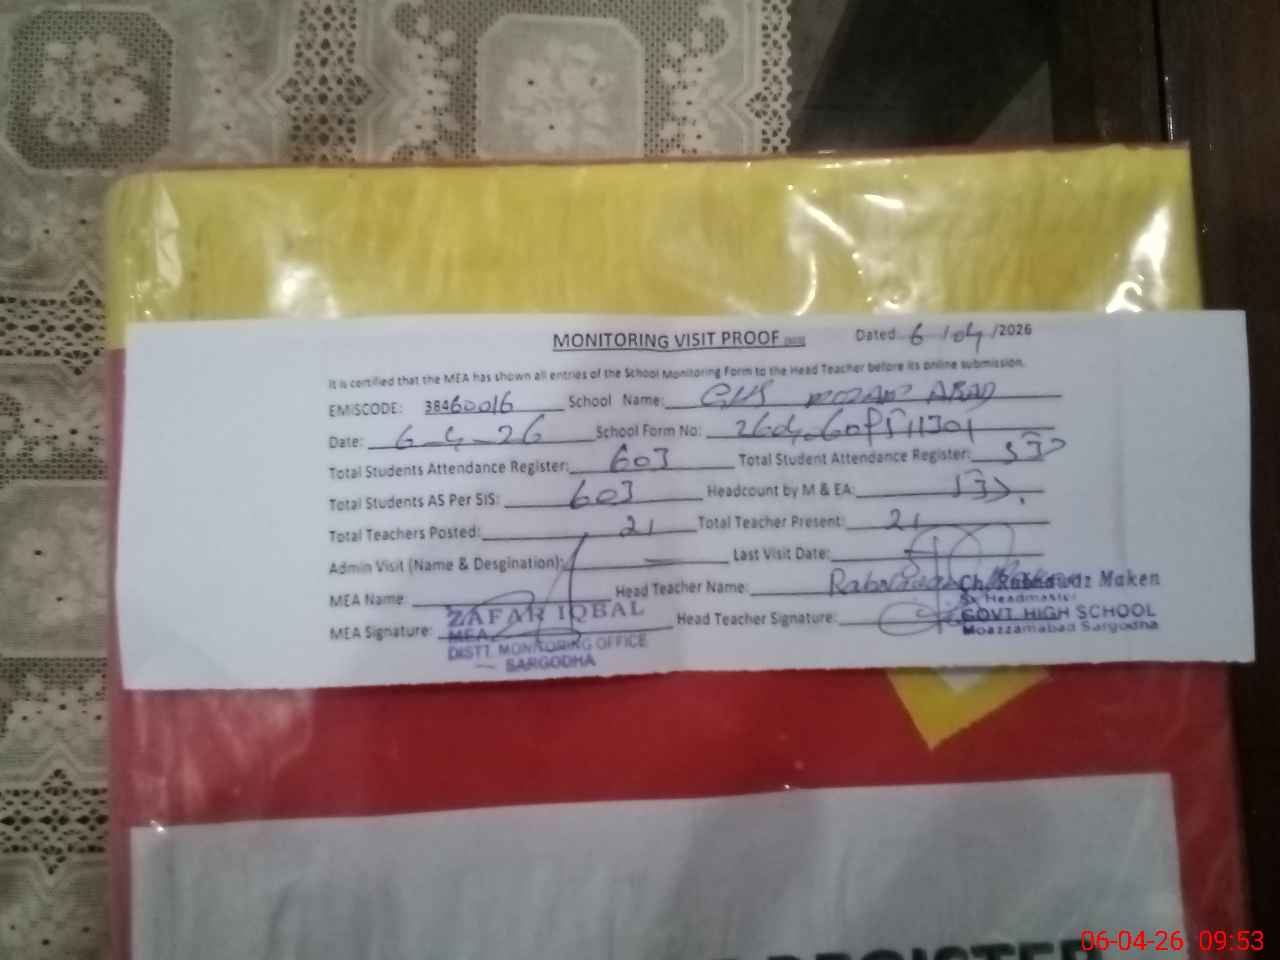 MONITORING VISIT PROOF
Dated 6 /04 /2026
It is certified that the MEA has shown all entries of the School Monitoring Form to the Head Teacher before its online submission.
EMISCODE: 38460016 School Name: GHS
Date: 6-4-26 School Form No:
Total Students Attendance Register: 603 Total Student Attendance Register:
Total Students AS Per SIS: 603 Headcount by M & EA:
Total Teachers Posted: 21 Total Teacher Present: 21
Admin Visit (Name & Desgination): Last Visit Date:
MEA Name: Head Teacher Name:
ZAFAR IQBAL
MEA Signature: Head Teacher Signature:
MEA
DISTT. MONITORING OFFICE
SARGODHA
Ch. Rabnawaz Maken
Sr. Headmaster
GOVT. HIGH SCHOOL
Moazzamabad Sargodha
REGISTER
06-04-26 09:53